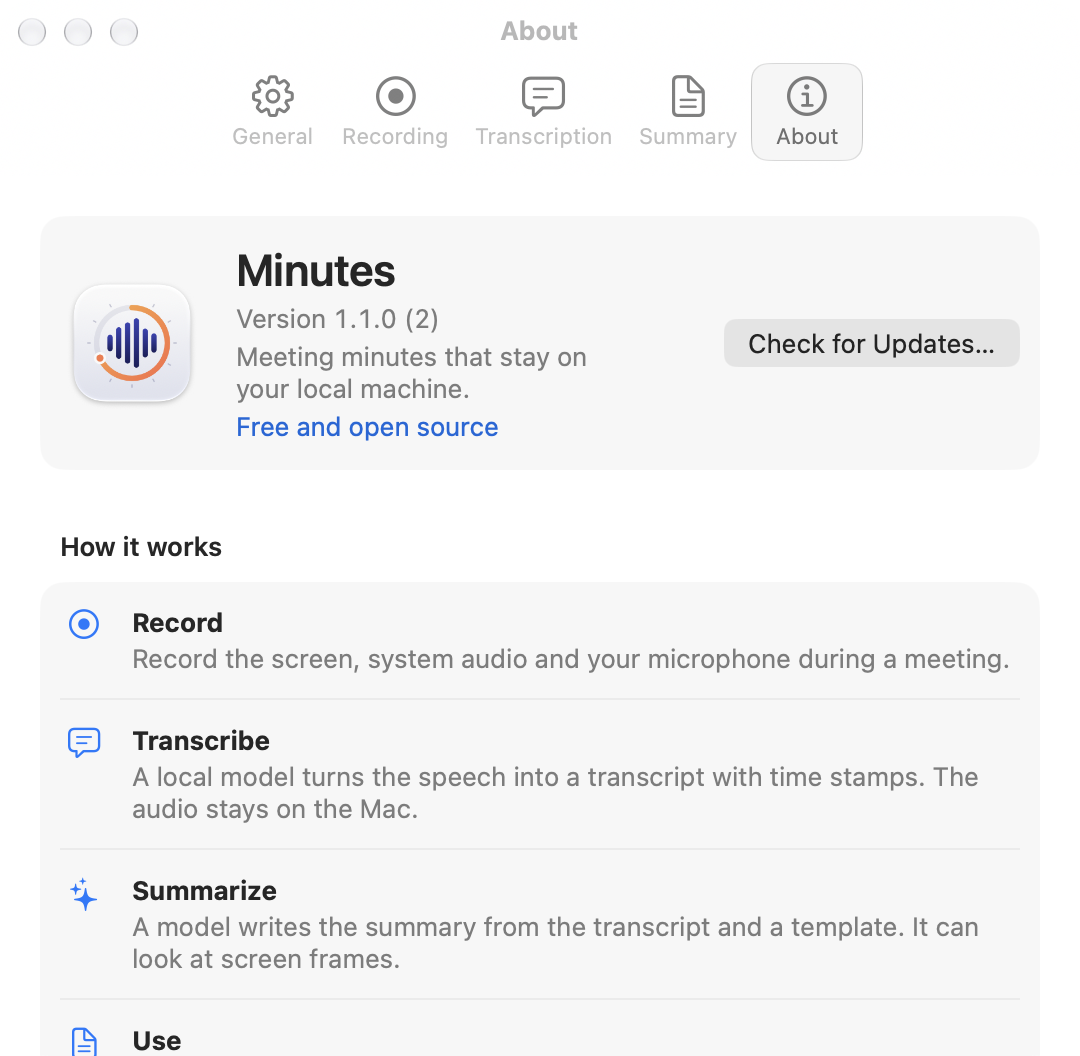 About
General
Recording
Transcription
Summary
About
Minutes
Version 1.1.0 (2)
Meeting minutes that stay on
your local machine.
Free and open source
Check for Updates...
How it works
Record
Record the screen, system audio and your microphone during a meeting.
Transcribe
A local model turns the speech into a transcript with time stamps. The
audio stays on the Mac.
Summarize
A model writes the summary from the transcript and a template. It can
look at screen frames.
Use